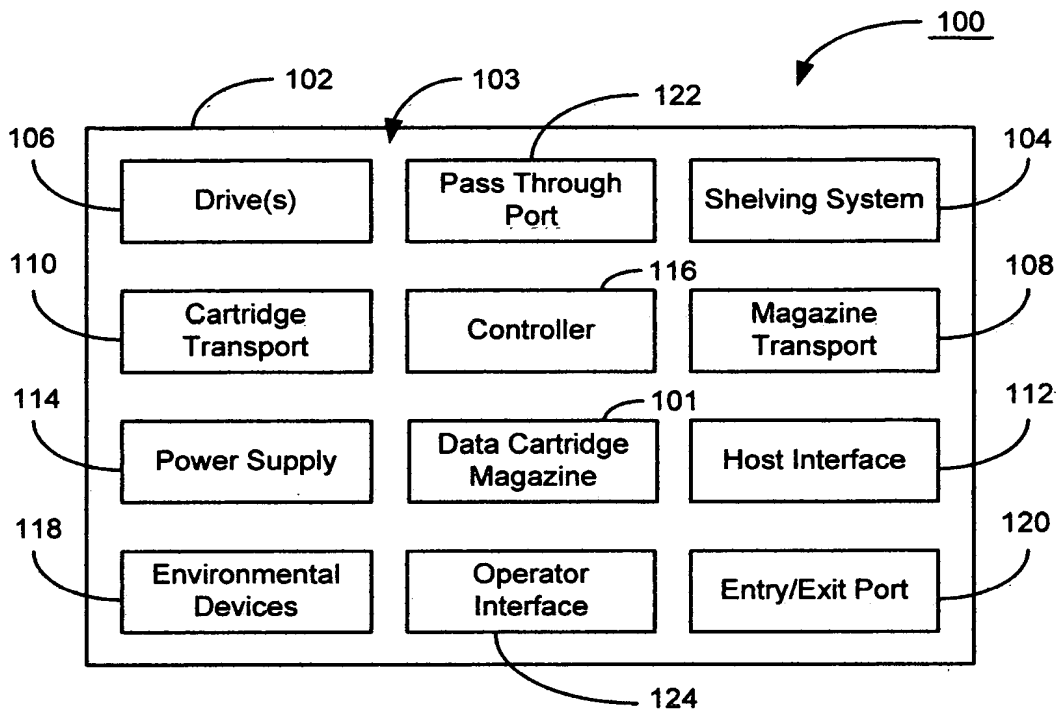 100
102
103
122
106
104
Drive(s)
Pass Through
Port
Shelving System
110
116
108
Cartridge
Transport
Controller
Magazine
Transport
114
101
112
Power Supply
Data Cartridge
Magazine
Host Interface
118
120
Environmental
Devices
Operator
Interface
Entry/Exit Port
124